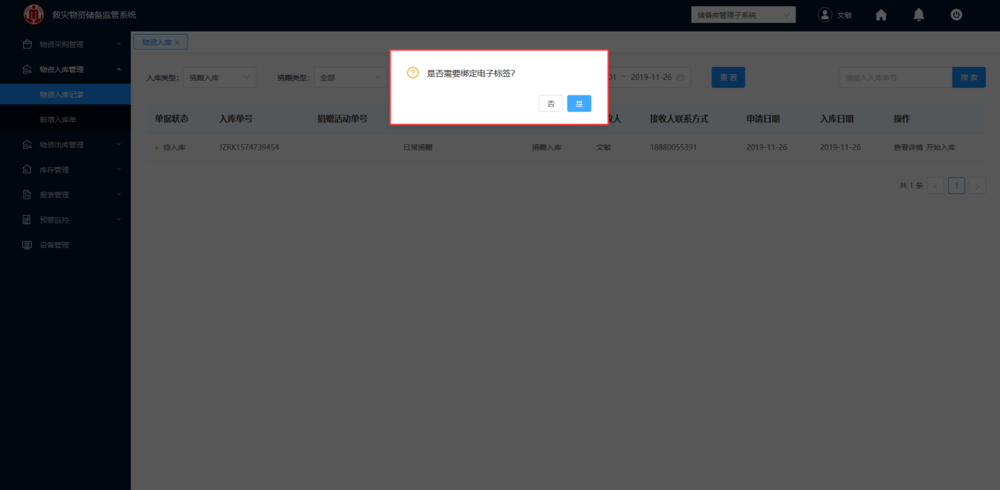 救灾物资储备监管系统
储备库管理子系统
文敏
物资采购管理
物资入库管理
物资入库记录
新增入库单
物资出库管理
库存管理
报表管理
预警监控
设备管理
物资入库 ×
入库类型: 捐赠入库
捐赠类型: 全部
01 ~ 2019-11-26
重 置
请输入入库单号
搜 索
是否需要绑定电子标签?
否
是
单据状态 入库单号 捐赠活动单号 收人 接收人联系方式 申请日期 入库日期 操作
待入库 JZRK1574739454 日常捐赠 捐赠入库 文敏 18880055391 2019-11-26 2019-11-26 查看详情 开始入库
共 1 条 < 1 >